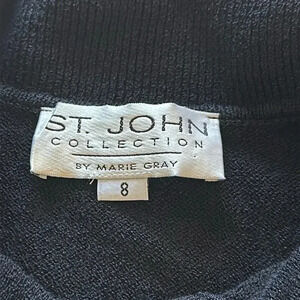 ST. JOHN
COLLECTION
BY MARIE GRAY
8